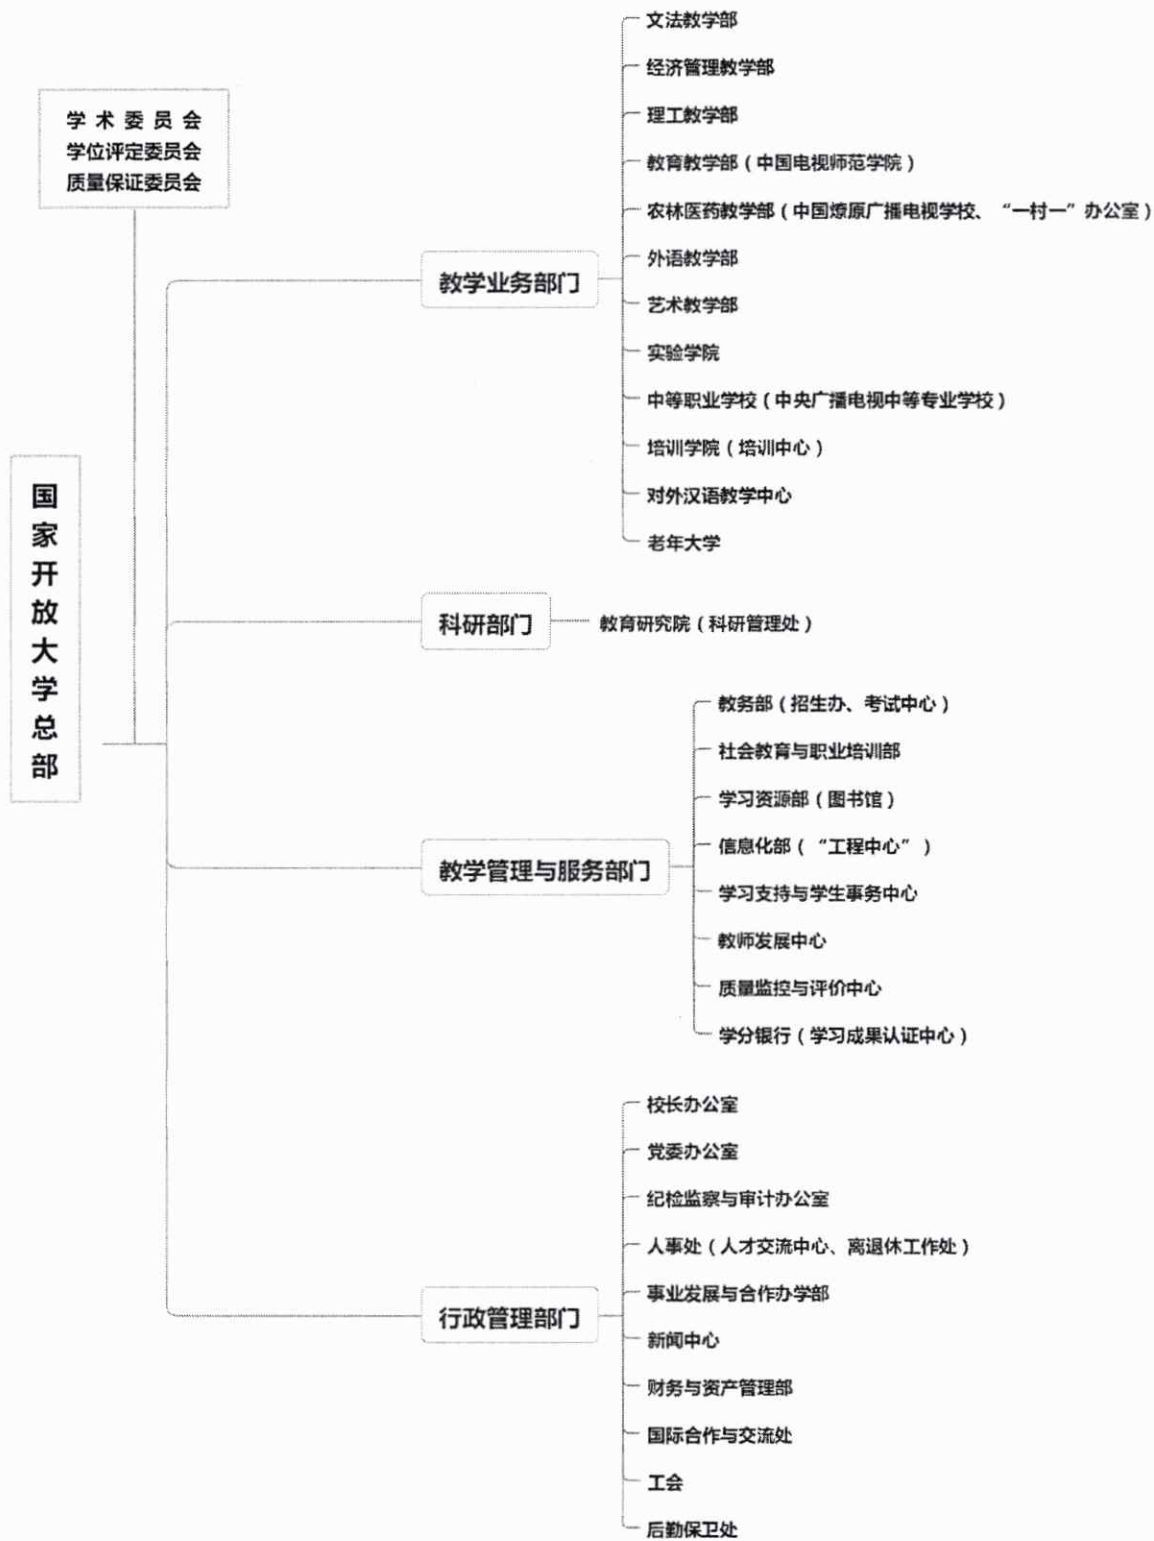 学术委员会
学位评定委员会
质量保证委员会
国家开放大学总部
教学业务部门
文法教学部
经济管理教学部
理工教学部
教育教学部（中国电视师范学院）
农林医药教学部（中国燎原广播电视学校、“一村一”办公室）
外语教学部
艺术教学部
实验学院
中等职业学校（中央广播电视中等专业学校）
培训学院（培训中心）
对外汉语教学中心
老年大学
科研部门
教育研究院（科研管理处）
教学管理与服务部门
教务部（招生办、考试中心）
社会教育与职业培训部
学习资源部（图书馆）
信息化部（“工程中心”）
学习支持与学生事务中心
教师发展中心
质量监控与评价中心
学分银行（学习成果认证中心）
行政管理部门
校长办公室
党委办公室
纪检监察与审计办公室
人事处（人才交流中心、离退休工作处）
事业发展与合作办学部
新闻中心
财务与资产管理部
国际合作与交流处
工会
后勤保卫处